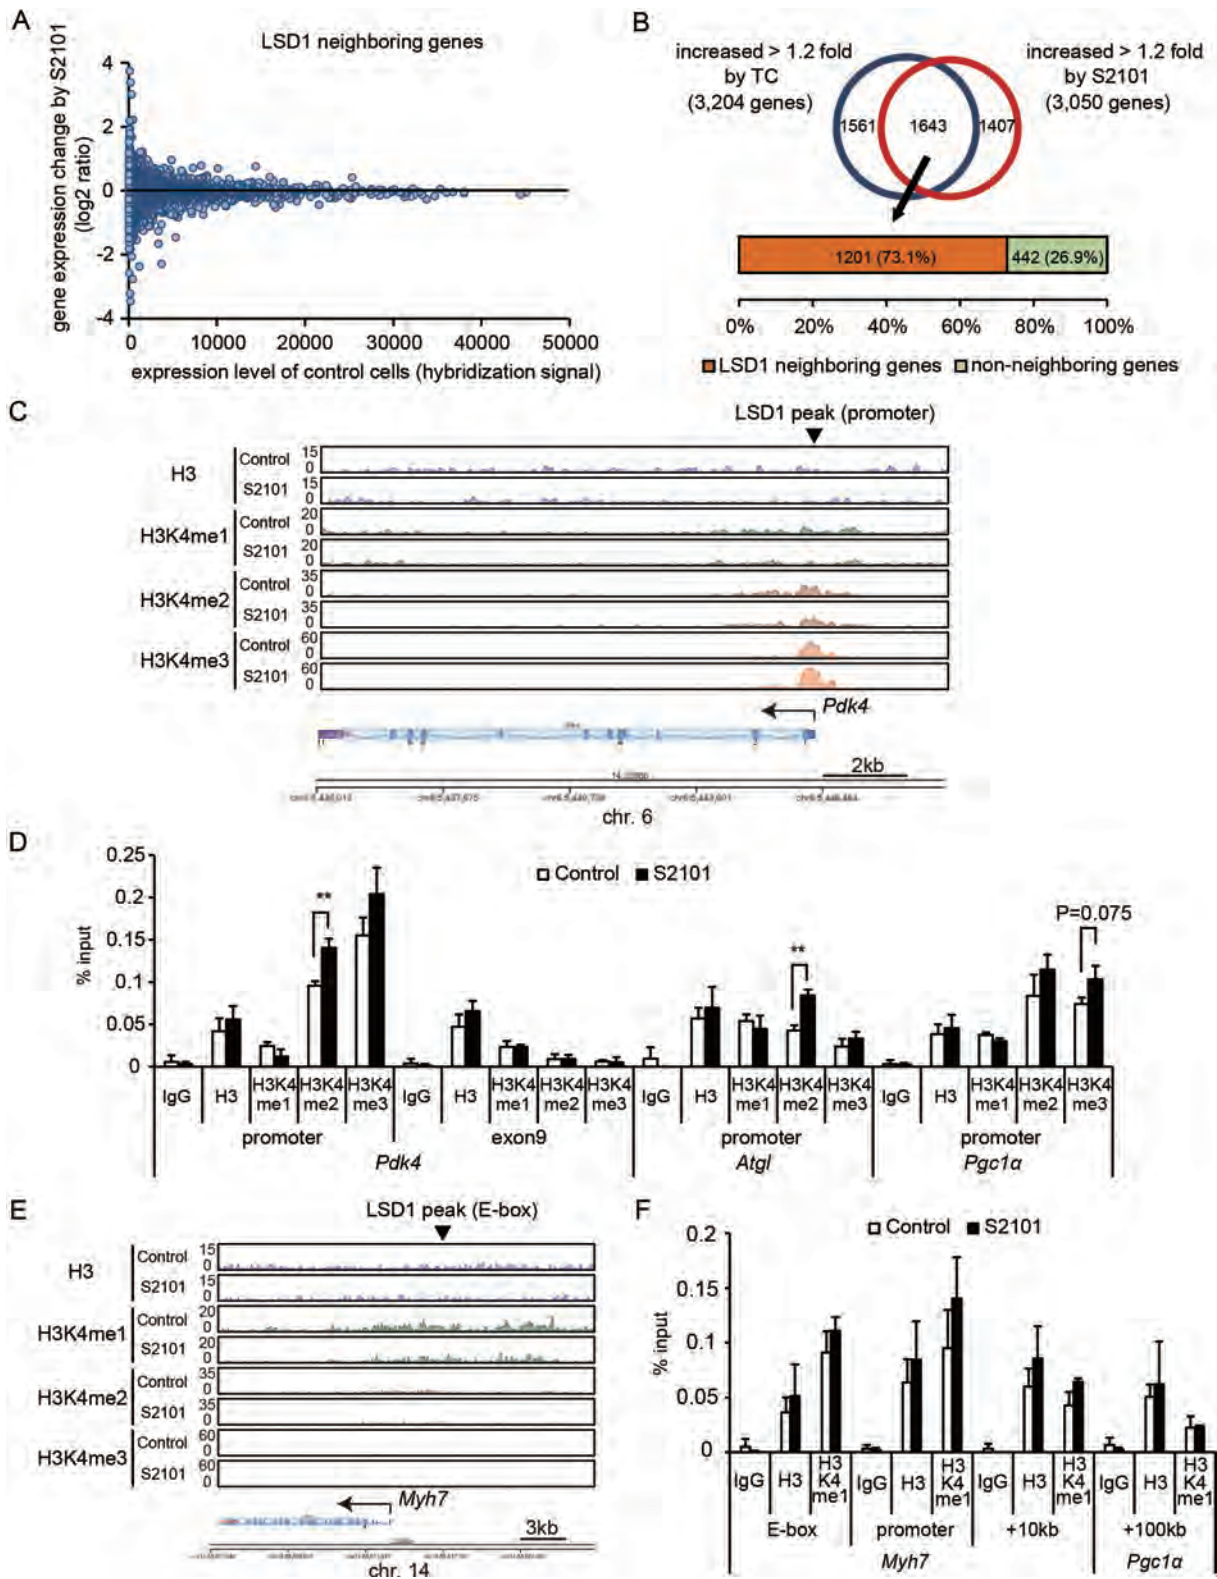 A
LSD1 neighboring genes
gene expression change by S2101
(log2 ratio)
4
2
0
-2
-4
0 10000 20000 30000 40000 50000
expression level of control cells (hybridization signal)
B
increased > 1.2 fold
by TC
(3,204 genes)
increased > 1.2 fold
by S2101
(3,050 genes)
1561 1643 1407
1201 (73.1%) 442 (26.9%)
0% 20% 40% 60% 80% 100%
LSD1 neighboring genes non-neighboring genes
C
LSD1 peak (promoter)
H3
Control 15 0
S2101 15 0
H3K4me1
Control 20 0
S2101 20 0
H3K4me2
Control 35 0
S2101 35 0
H3K4me3
Control 60 0
S2101 60 0
Pdk4
2kb
chr. 6
D
% input
0.25
0.2
0.15
0.1
0.05
0
Control S2101
**
**
P=0.075
IgG H3 H3K4 me1 H3K4 me2 H3K4 me3 IgG H3 H3K4 me1 H3K4 me2 H3K4 me3 IgG H3 H3K4 me1 H3K4 me2 H3K4 me3 IgG H3 H3K4 me1 H3K4 me2 H3K4 me3
promoter exon9 promoter promoter
Pdk4 Atgl Pgc1α
E
LSD1 peak (E-box)
H3
Control 15 0
S2101 15 0
H3K4me1
Control 20 0
S2101 20 0
H3K4me2
Control 35 0
S2101 35 0
H3K4me3
Control 60 0
S2101 60 0
Myh7
3kb
chr. 14
F
Control S2101
% input
0.2
0.15
0.1
0.05
0
IgG H3 H3 K4 me1 IgG H3 H3 K4 me1 IgG H3 H3 K4 me1 IgG H3 H3 K4 me1
E-box promoter +10kb +100kb
Myh7 Pgc1α